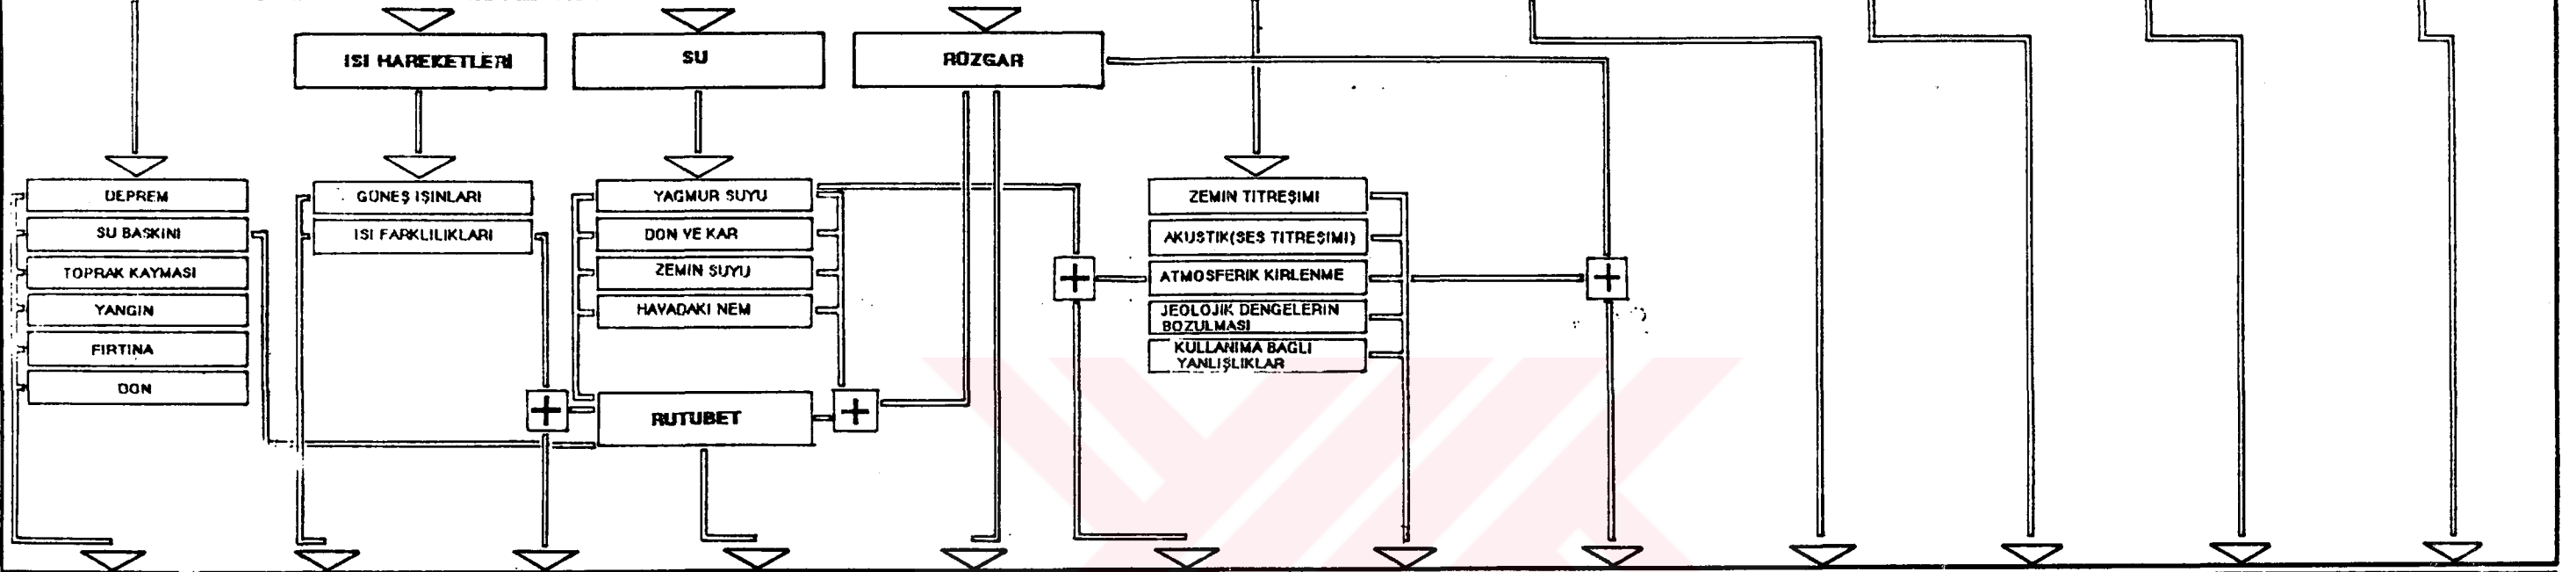 ISI HAREKETLERİ
SU
RÜZGAR
DEPREM
SU BASKINI
TOPRAK KAYMASI
YANGIN
FIRTINA
DON
GÜNEŞ IŞINLARI
ISI FARKLILIKLARI
YAGMUR SUYU
DON VE KAR
ZEMİN SUYU
HAVADAKİ NEM
+
RUTUBET
+
+
ZEMİN TİTREŞİMİ
AKUSTİK(SES TİTREŞİMİ)
ATMOSFERİK KİRLENME
JEOLOJİK DENGELERİN
BOZULMASI
KULLANIMA BAGLI
YANLIŞLIKLAR
+